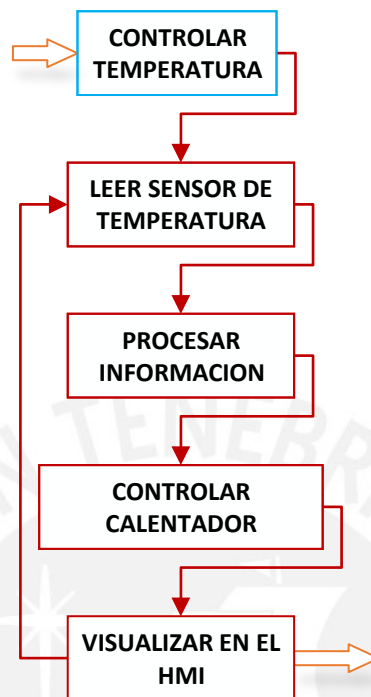 CONTROLAR
TEMPERATURA
LEER SENSOR DE
TEMPERATURA
PROCESAR
INFORMACION
CONTROLAR
CALENTADOR
VISUALIZAR EN EL
HMI